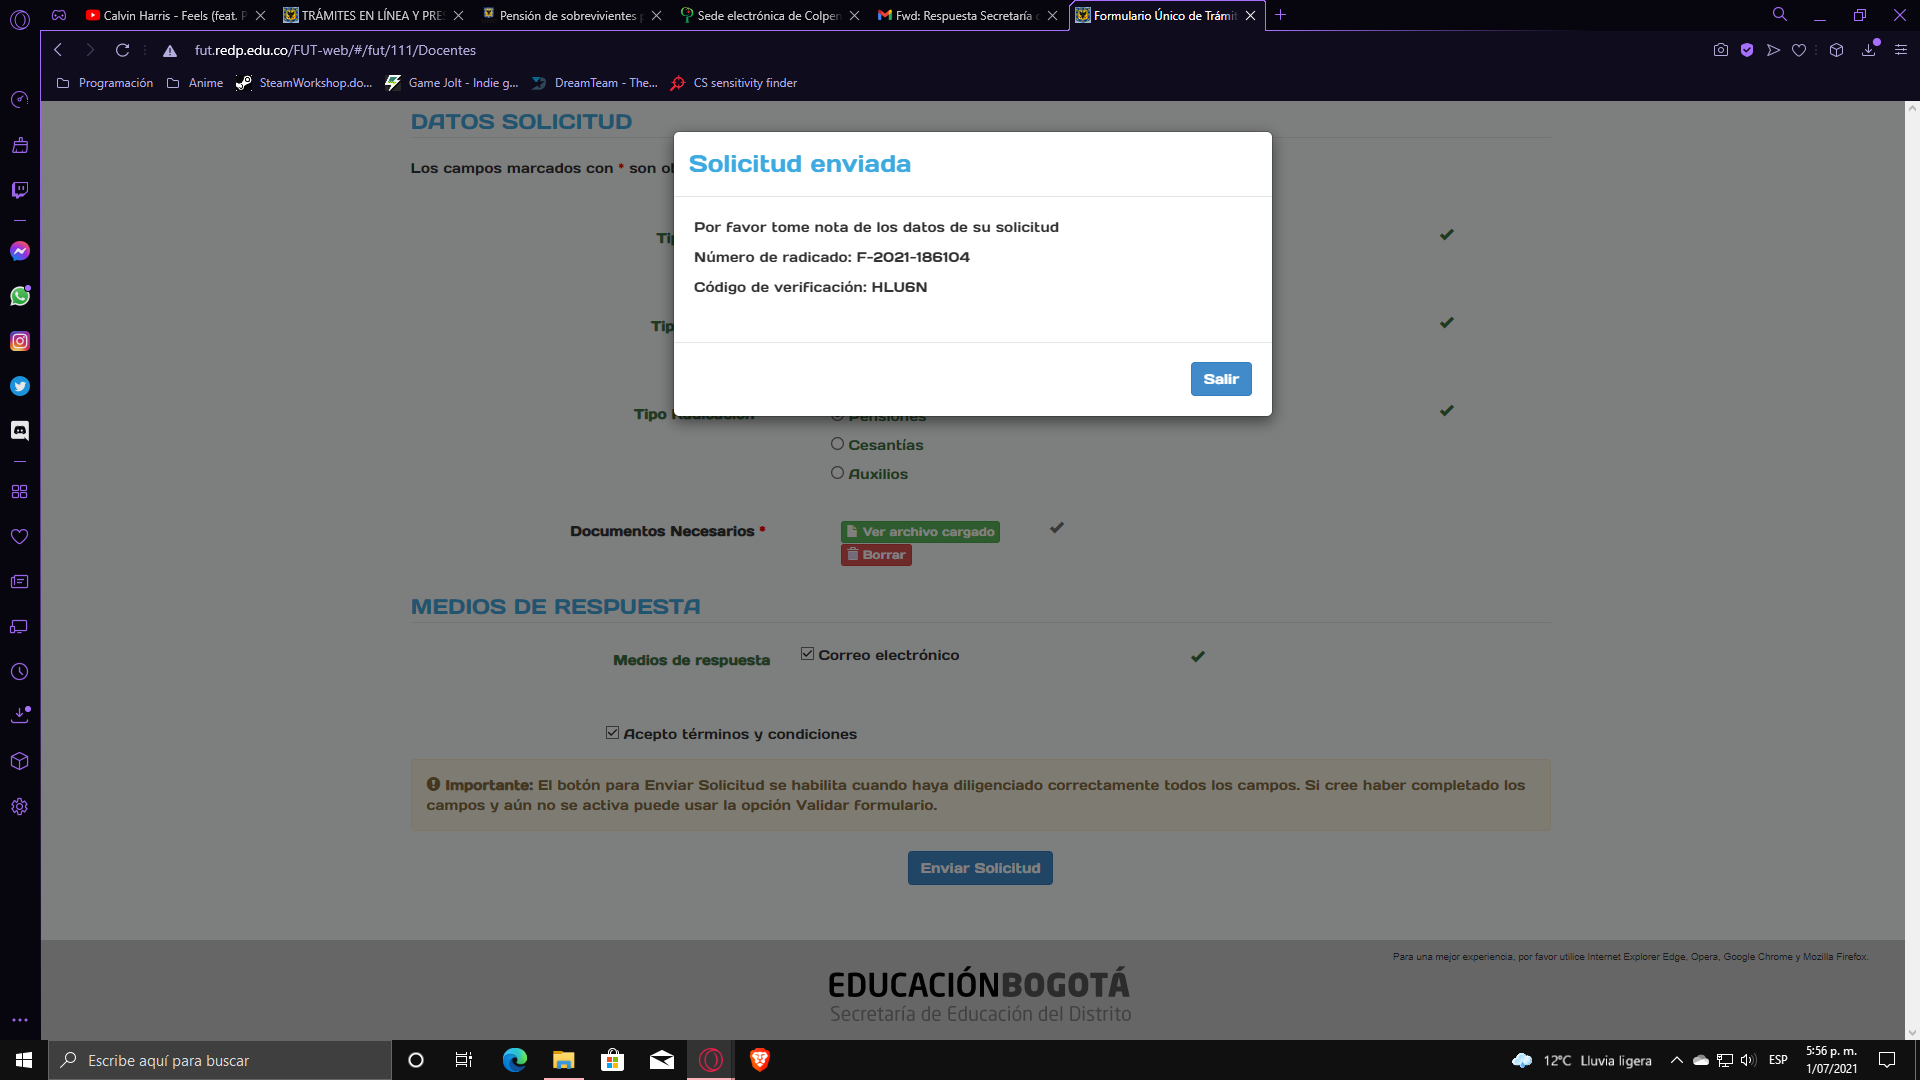 Calvin Harris - Feels (feat. P
TRÁMITES EN LÍNEA Y PRES
Pensión de sobrevivientes p
Sede electrónica de Colpen
Fwd: Respuesta Secretaría d
Formulario Único de Trámit
fut.redp.edu.co/FUT-web/#/fut/111/Docentes
Programación
Anime
SteamWorkshop.do...
Game Jolt - Indie g...
DreamTeam - The...
CS sensitivity finder
DATOS SOLICITUD
Los campos marcados con * son ob
Solicitud enviada
Por favor tome nota de los datos de su solicitud
Número de radicado: F-2021-186104
Código de verificación: HLU6N
Salir
Tip
Tip
Tipo Radicación
Pensiones
Cesantías
Auxilios
Documentos Necesarios *
Ver archivo cargado
Borrar
MEDIOS DE RESPUESTA
Medios de respuesta
Correo electrónico
Acepto términos y condiciones
Importante: El botón para Enviar Solicitud se habilita cuando haya diligenciado correctamente todos los campos. Si cree haber completado los
campos y aún no se activa puede usar la opción Validar formulario.
Enviar Solicitud
Para una mejor experiencia, por favor utilice Internet Explorer Edge, Opera, Google Chrome y Mozilla Firefox.
EDUCACIÓNBOGOTÁ
Secretaría de Educación del Distrito
Escribe aquí para buscar
12°C Lluvia ligera
ESP
5:56 p. m.
1/07/2021